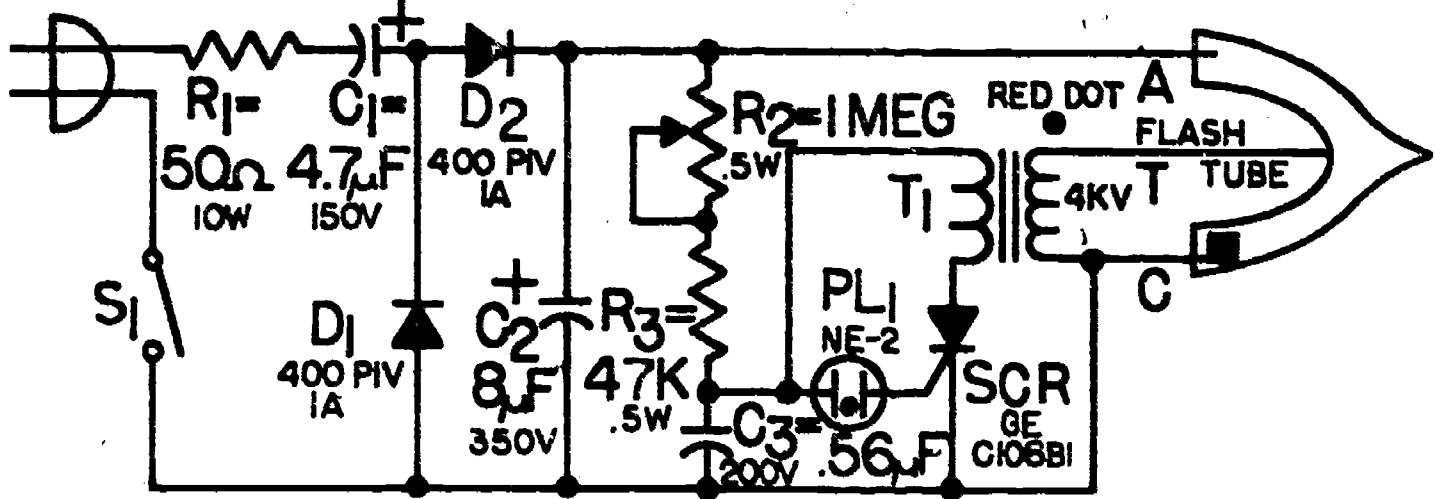 +
R1=
50Ω
10W
C1=
4.7μF
150V
D2
400 PIV
1A
R2=1 MEG
.5W
RED DOT
A
FLASH
TUBE
T
4KV
T1
C
S1
D1
400 PIV
1A
+
C2
8μF
350V
R3=
47K
.5W
PL1
NE-2
SCR
GE
C106B1
C3=
.56μF
200V